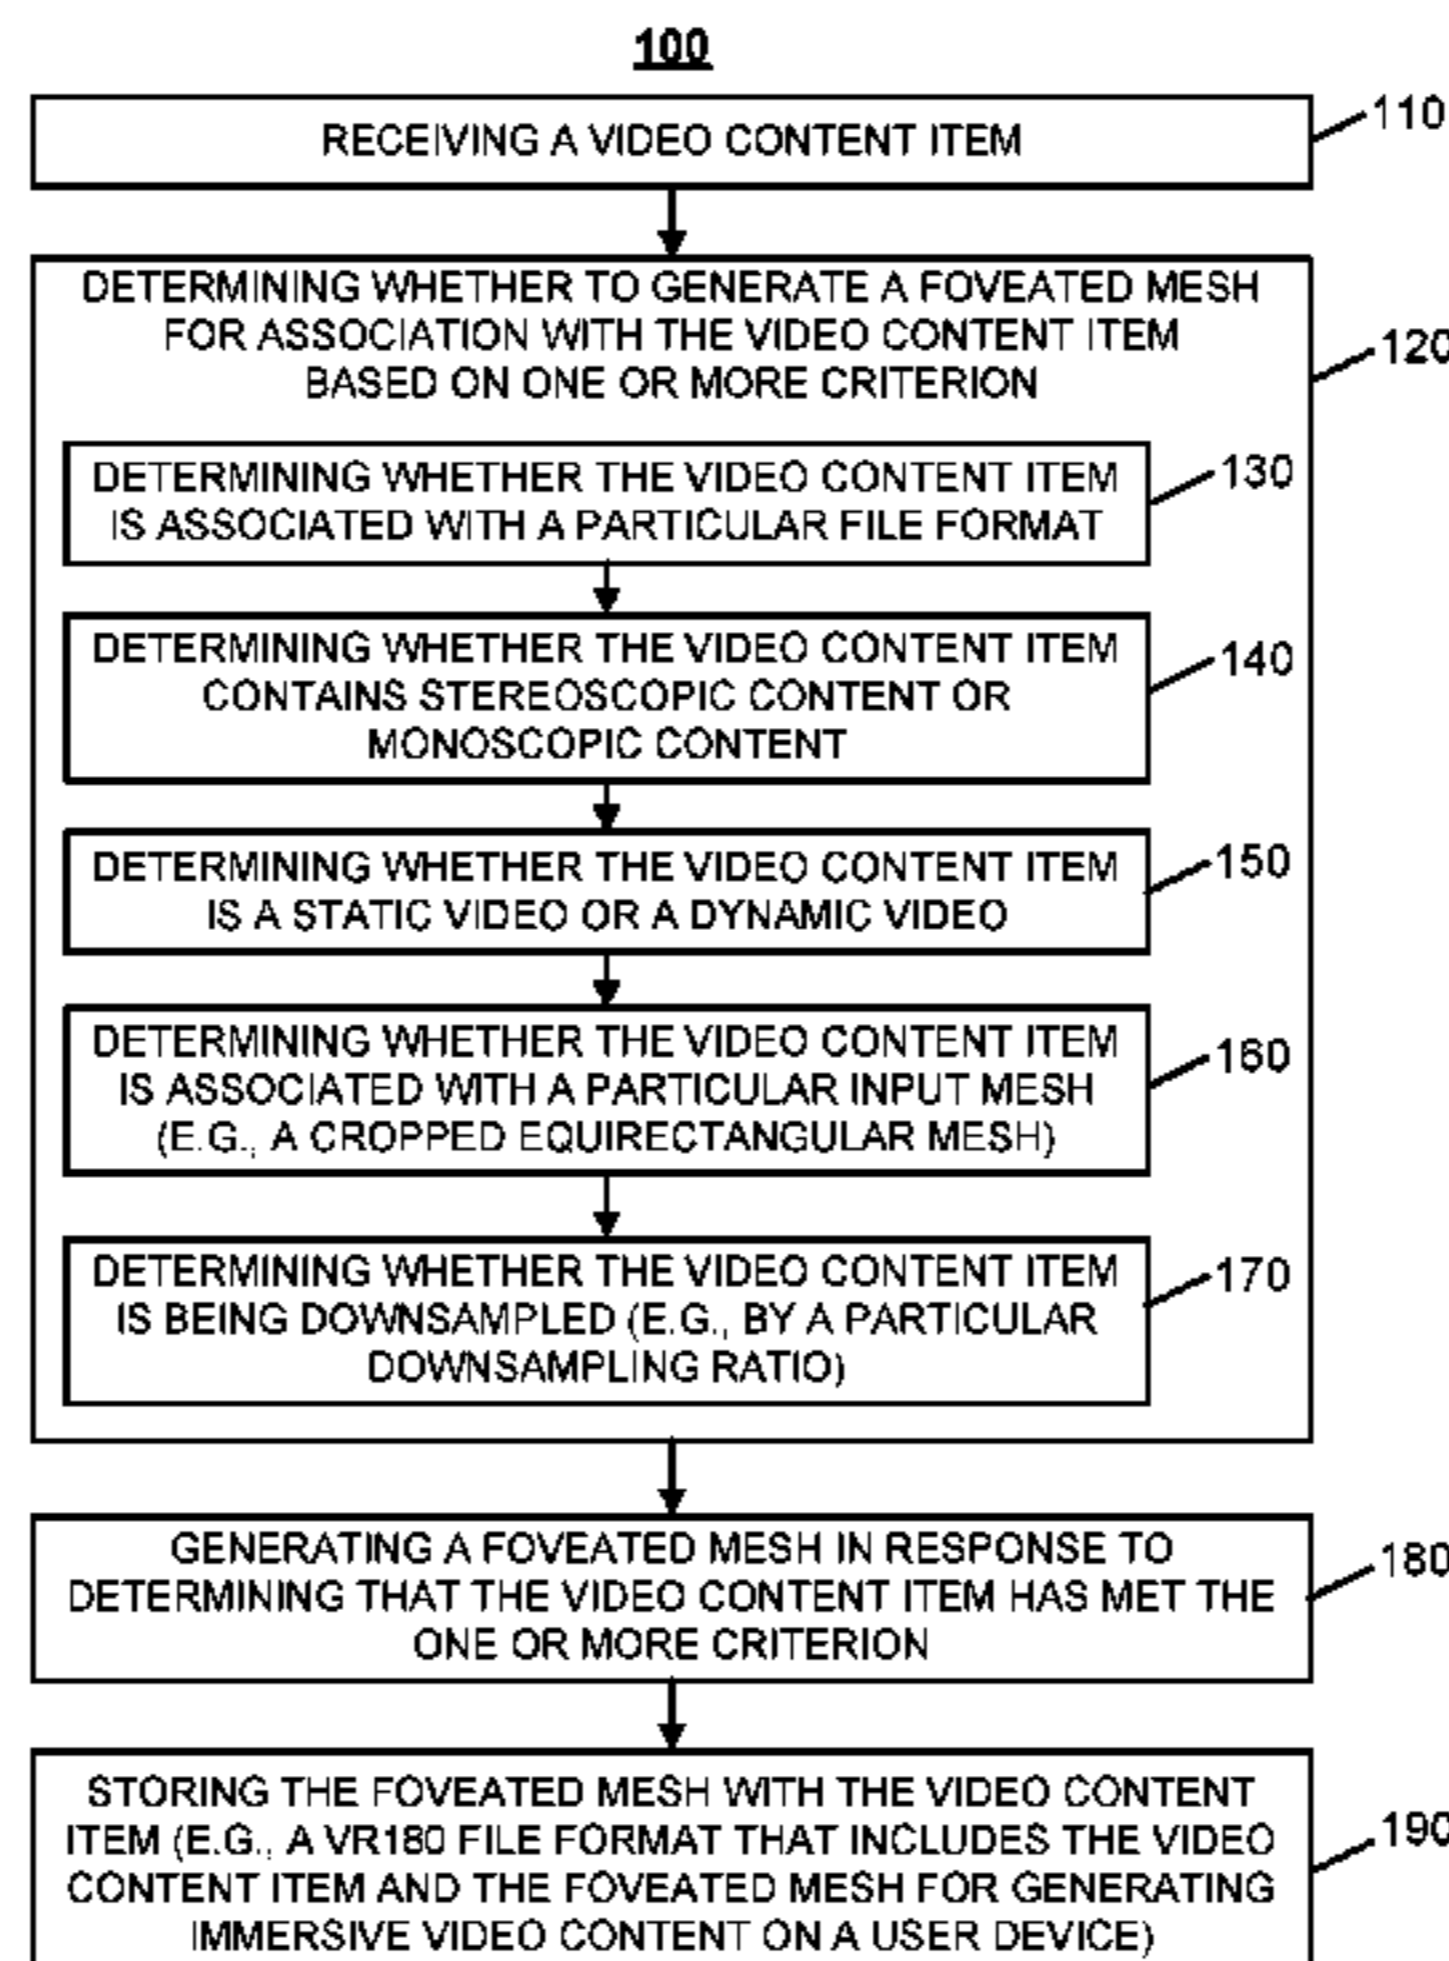 100
RECEIVING A VIDEO CONTENT ITEM
110
DETERMINING WHETHER TO GENERATE A FOVEATED MESH
FOR ASSOCIATION WITH THE VIDEO CONTENT ITEM
BASED ON ONE OR MORE CRITERION
120
DETERMINING WHETHER THE VIDEO CONTENT ITEM
IS ASSOCIATED WITH A PARTICULAR FILE FORMAT
130
DETERMINING WHETHER THE VIDEO CONTENT ITEM
CONTAINS STEREOSCOPIC CONTENT OR
MONOSCOPIC CONTENT
140
DETERMINING WHETHER THE VIDEO CONTENT ITEM
IS A STATIC VIDEO OR A DYNAMIC VIDEO
150
DETERMINING WHETHER THE VIDEO CONTENT ITEM
IS ASSOCIATED WITH A PARTICULAR INPUT MESH
(E.G., A CROPPED EQUIRECTANGULAR MESH)
160
DETERMINING WHETHER THE VIDEO CONTENT ITEM
IS BEING DOWNSAMPLED (E.G., BY A PARTICULAR
DOWNSAMPLING RATIO)
170
GENERATING A FOVEATED MESH IN RESPONSE TO
DETERMINING THAT THE VIDEO CONTENT ITEM HAS MET THE
ONE OR MORE CRITERION
180
STORING THE FOVEATED MESH WITH THE VIDEO CONTENT
ITEM (E.G., A VR180 FILE FORMAT THAT INCLUDES THE VIDEO
CONTENT ITEM AND THE FOVEATED MESH FOR GENERATING
IMMERSIVE VIDEO CONTENT ON A USER DEVICE)
190